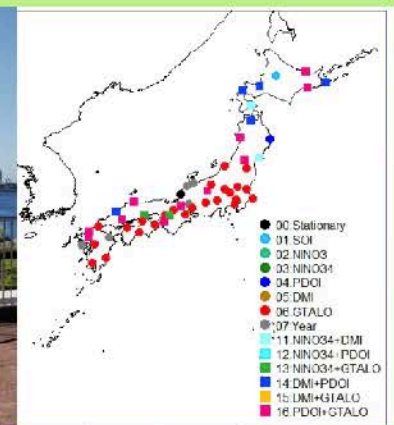 00:Stationary
01:SOI
02:NINO3
03:NINO34
04:PDOI
05:DMI
06:GTALO
07:Year
11:NINO34+DMI
12:NINO34+PDOI
13:NINO34+GTALO
14:DMI+PDOI
15:DMI+GTALO
16:PDOI+GTALO